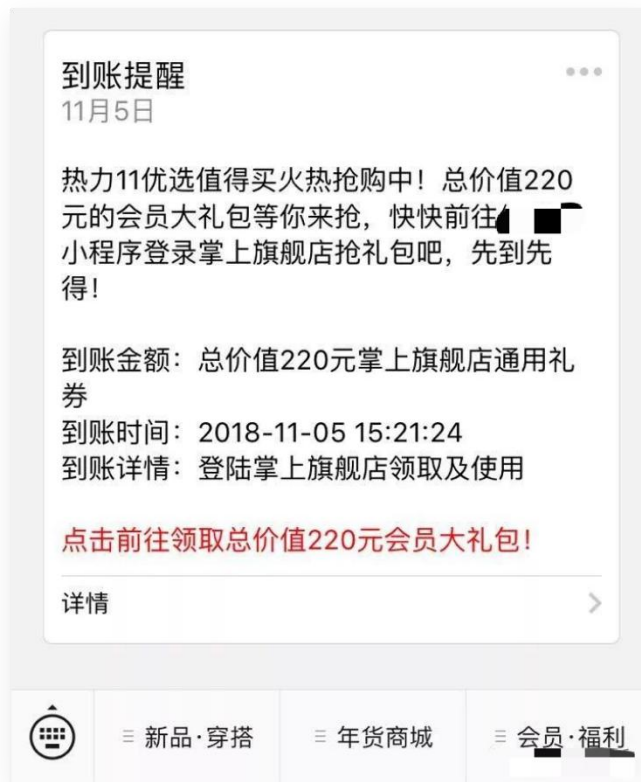 到账提醒
11月5日
热力11优选值得买火热抢购中！总价值220
元的会员大礼包等你来抢，快快前往
小程序登录掌上旗舰店抢礼包吧，先到先
得！
到账金额：总价值220元掌上旗舰店通用礼
券
到账时间：2018-11-05 15:21:24
到账详情：登陆掌上旗舰店领取及使用
点击前往领取总价值220元会员大礼包！
详情
新品·穿搭
年货商城
会员·福利